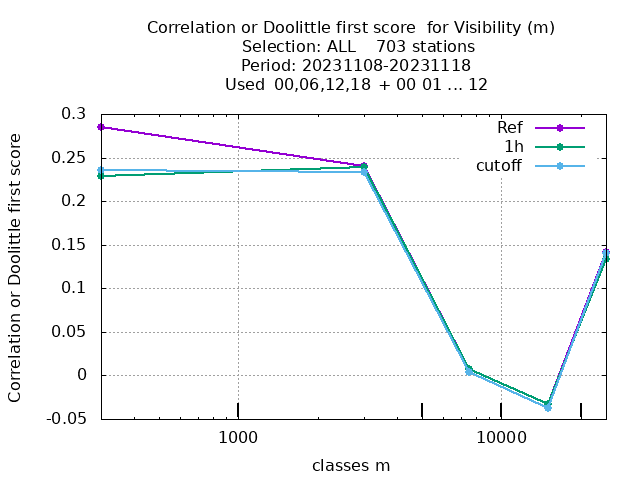 Correlation or Doolittle first score  for Visibility (m)
Selection: ALL    703 stations
Period: 20231108-20231118
Used  00,06,12,18 + 00 01 ... 12
Correlation or Doolittle first score
0.3
0.25
0.2
0.15
0.1
0.05
0
-0.05
Ref
1h
cutoff
1000
10000
classes m